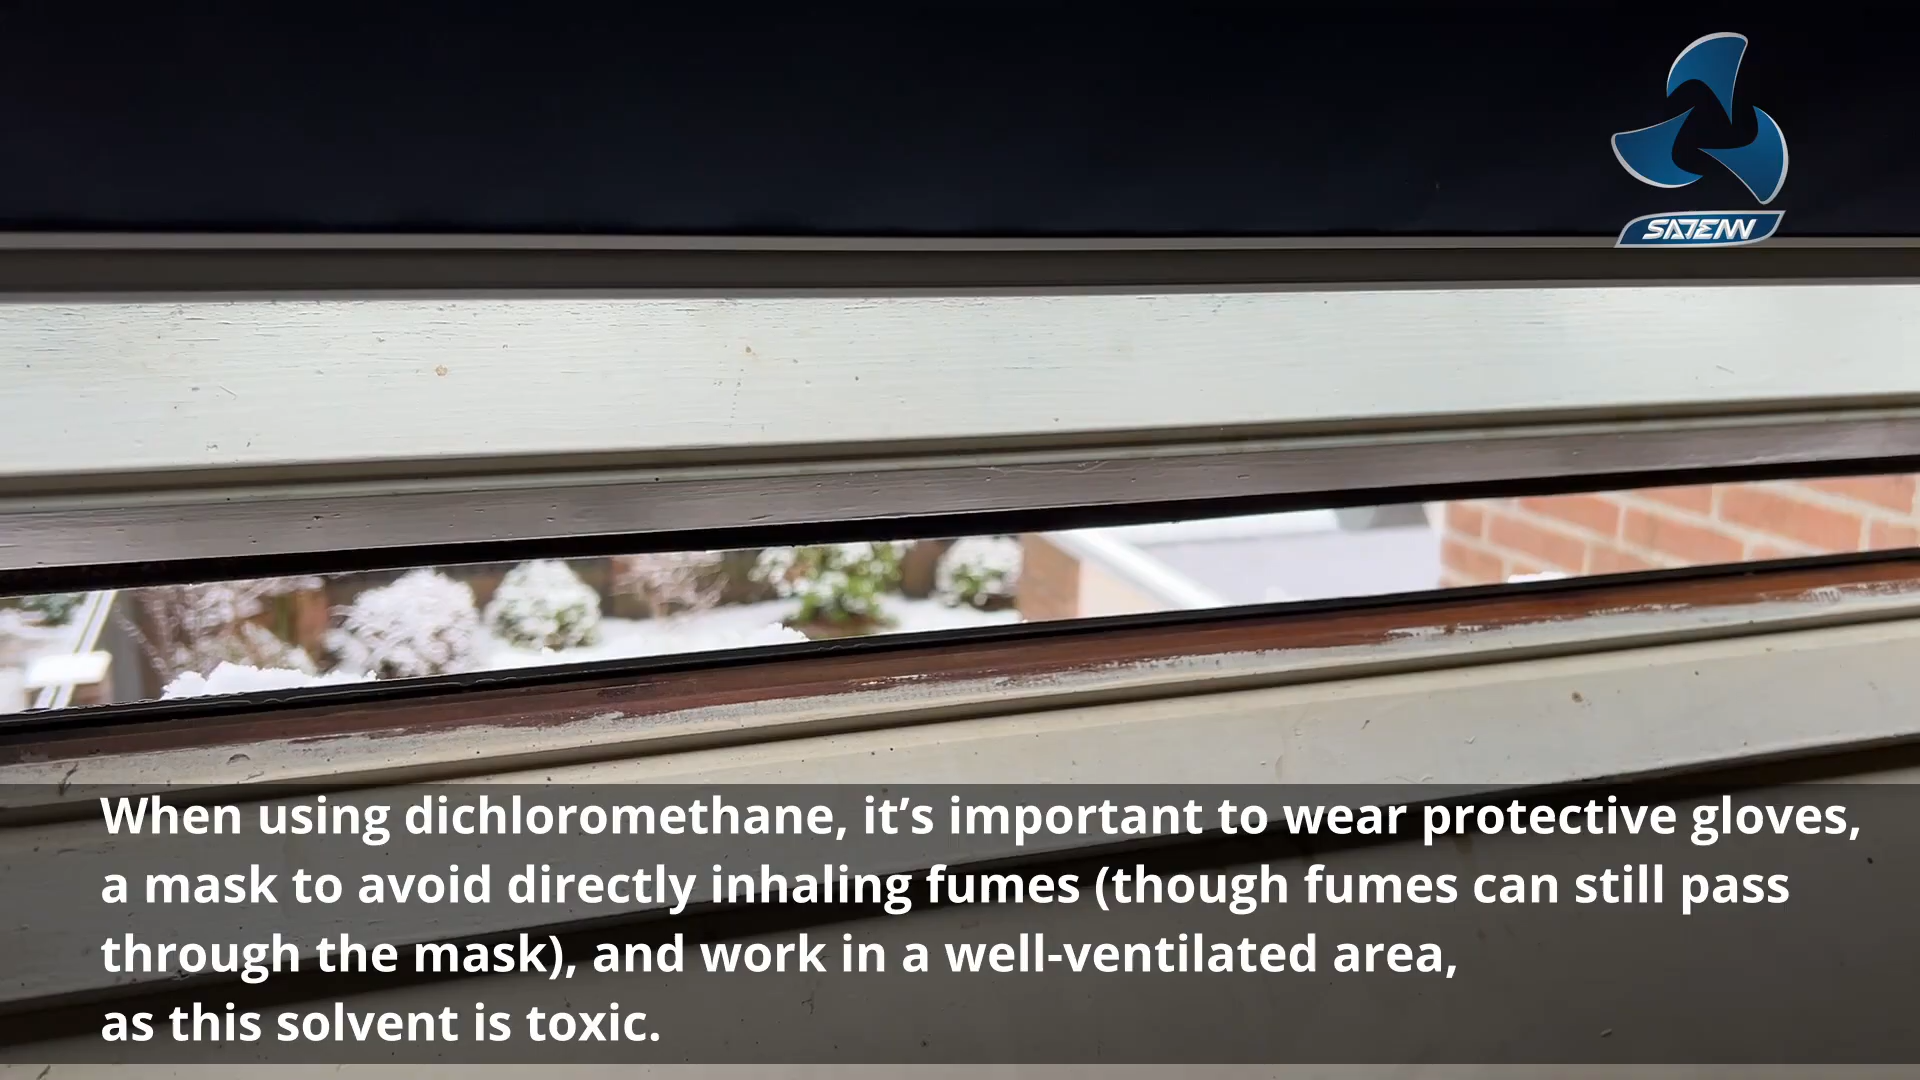 SATENN
When using dichloromethane, it’s important to wear protective gloves,
a mask to avoid directly inhaling fumes (though fumes can still pass
through the mask), and work in a well-ventilated area,
as this solvent is toxic.